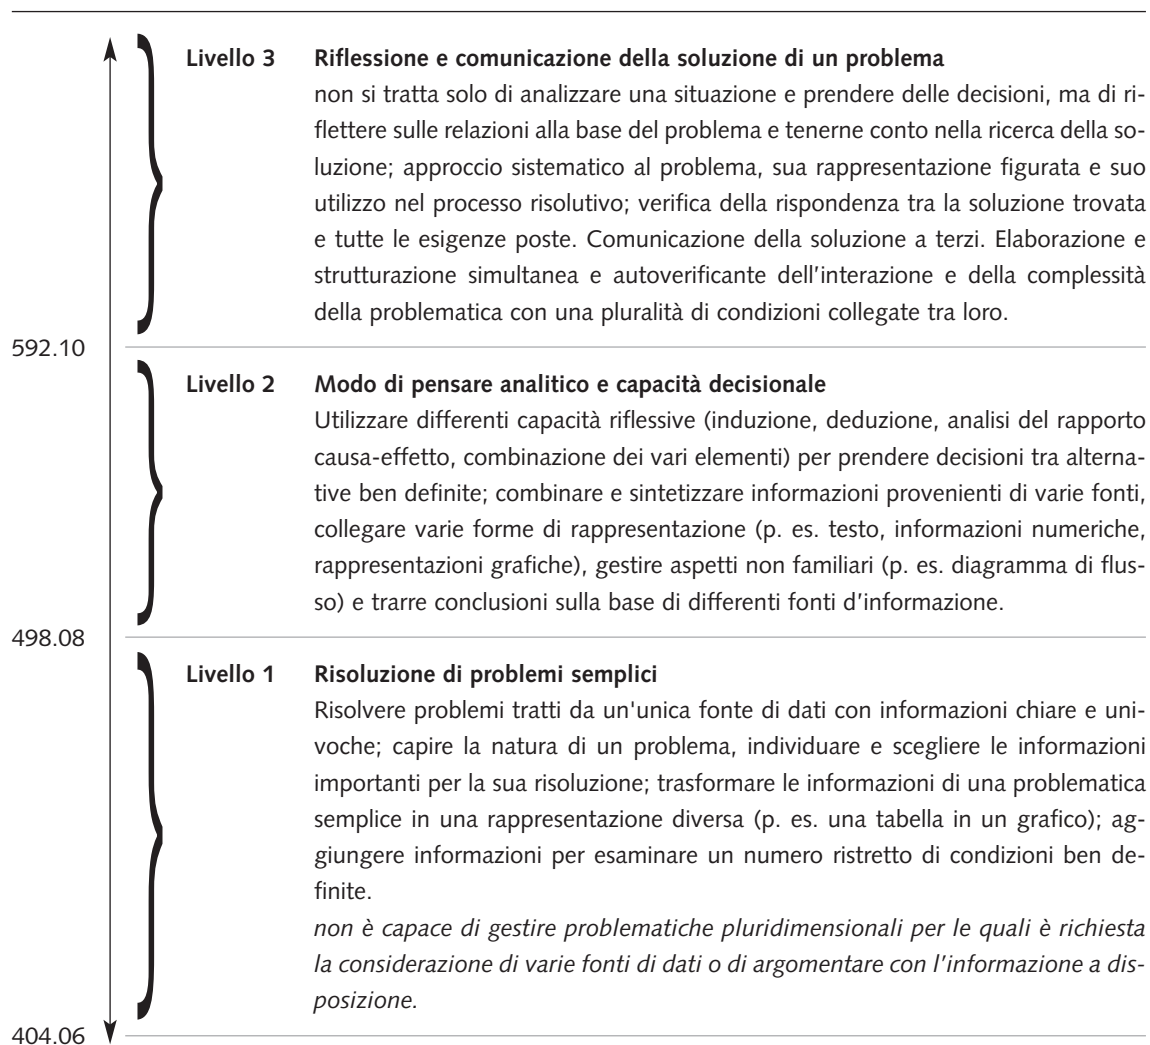 Livello 3 Riflessione e comunicazione della soluzione di un problema
non si tratta solo di analizzare una situazione e prendere delle decisioni, ma di ri-
flettere sulle relazioni alla base del problema e tenerne conto nella ricerca della so-
luzione; approccio sistematico al problema, sua rappresentazione figurata e suo
utilizzo nel processo risolutivo; verifica della rispondenza tra la soluzione trovata
e tutte le esigenze poste. Comunicazione della soluzione a terzi. Elaborazione e
strutturazione simultanea e autoverificante dell'interazione e della complessità
della problematica con una pluralità di condizioni collegate tra loro.
592.10
Livello 2 Modo di pensare analitico e capacità decisionale
Utilizzare differenti capacità riflessive (induzione, deduzione, analisi del rapporto
causa-effetto, combinazione dei vari elementi) per prendere decisioni tra alterna-
tive ben definite; combinare e sintetizzare informazioni provenienti di varie fonti,
collegare varie forme di rappresentazione (p. es. testo, informazioni numeriche,
rappresentazioni grafiche), gestire aspetti non familiari (p. es. diagramma di flus-
so) e trarre conclusioni sulla base di differenti fonti d'informazione.
498.08
Livello 1 Risoluzione di problemi semplici
Risolvere problemi tratti da un'unica fonte di dati con informazioni chiare e uni-
voche; capire la natura di un problema, individuare e scegliere le informazioni
importanti per la sua risoluzione; trasformare le informazioni di una problematica
semplice in una rappresentazione diversa (p. es. una tabella in un grafico); ag-
giungere informazioni per esaminare un numero ristretto di condizioni ben de-
finite.
non è capace di gestire problematiche pluridimensionali per le quali è richiesta
la considerazione di varie fonti di dati o di argomentare con l'informazione a dis-
posizione.
404.06